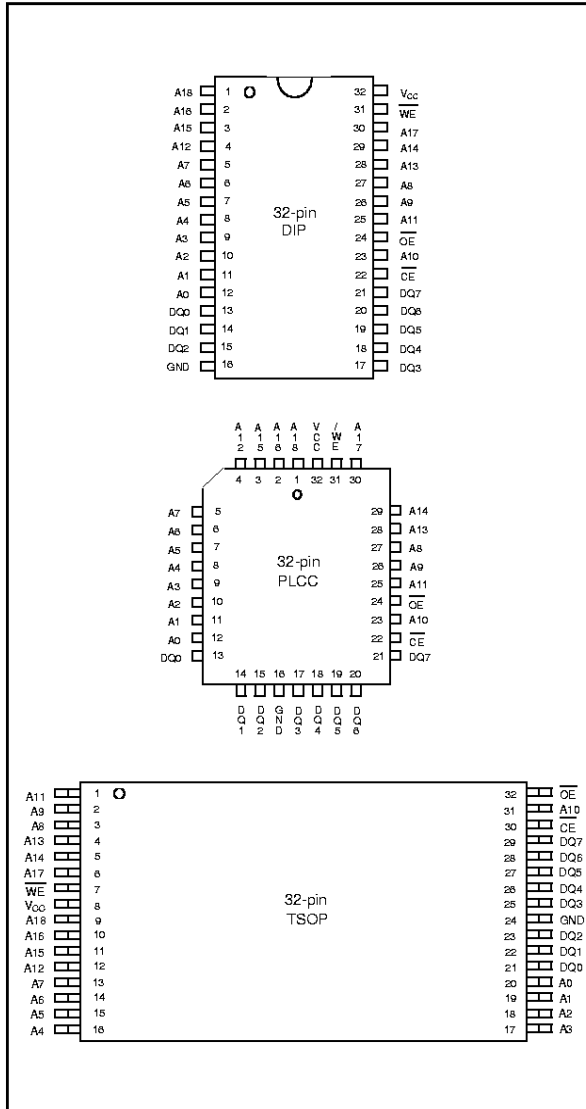 A18 1 32 VCC
A16 2 31 WE
A15 3 30 A17
A12 4 29 A14
A7 5 28 A13
A6 6 27 A8
A5 7 26 A9
A4 8 25 A11
A3 9 24 OE
A2 10 23 A10
A1 11 22 CE
A0 12 21 DQ7
DQ0 13 20 DQ6
DQ1 14 19 DQ5
DQ2 15 18 DQ4
GND 16 17 DQ3
32-pin
DIP
A12 A15 A16 A18 VCC /WE A17
4 3 2 1 32 31 30
A7 5 29 A14
A6 6 28 A13
A5 7 27 A8
A4 8 26 A9
A3 9 25 A11
A2 10 24 OE
A1 11 23 A10
A0 12 22 CE
DQ0 13 21 DQ7
32-pin
PLCC
14 15 16 17 18 19 20
DQ1 DQ2 GND DQ3 DQ4 DQ5 DQ6
A11 1 32 OE
A9 2 31 A10
A8 3 30 CE
A13 4 29 DQ7
A14 5 28 DQ6
A17 6 27 DQ5
WE 7 26 DQ4
VCC 8 25 DQ3
A18 9 24 GND
A16 10 23 DQ2
A15 11 22 DQ1
A12 12 21 DQ0
A7 13 20 A0
A6 14 19 A1
A5 15 18 A2
A4 16 17 A3
32-pin
TSOP